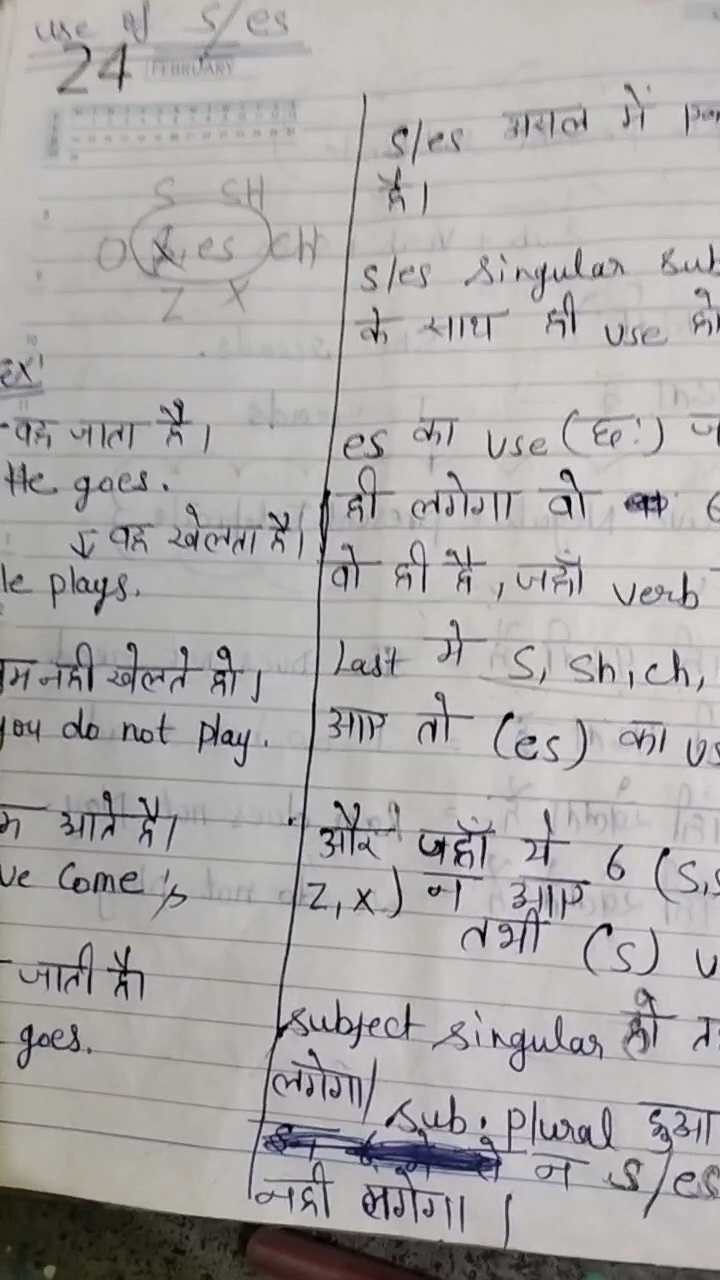 use of s/es
24 FEBRUARY
S SH
O s, es CH
Z X
Ex:
वह जाता है।
He goes.
↓ वह खेलता है।
He plays.
तुम नही खेलते हो।
you do not play.
हम आते है।
We come
जाती है।
goes.
s/es असल में
है।
s/es singular sub
के साथ ही use हो
es का use (छः)
ही लगेगा वो 6
वो ही है, जहाँ verb
last मे s, sh, ch,
आए तो (es) का us
और जहाँ ये 6 (s, s
z, x) न आए
तभी (s) u
subject singular हो त
लगेगा/ sub. plural हुआ
न s/es
नही लगेगा।